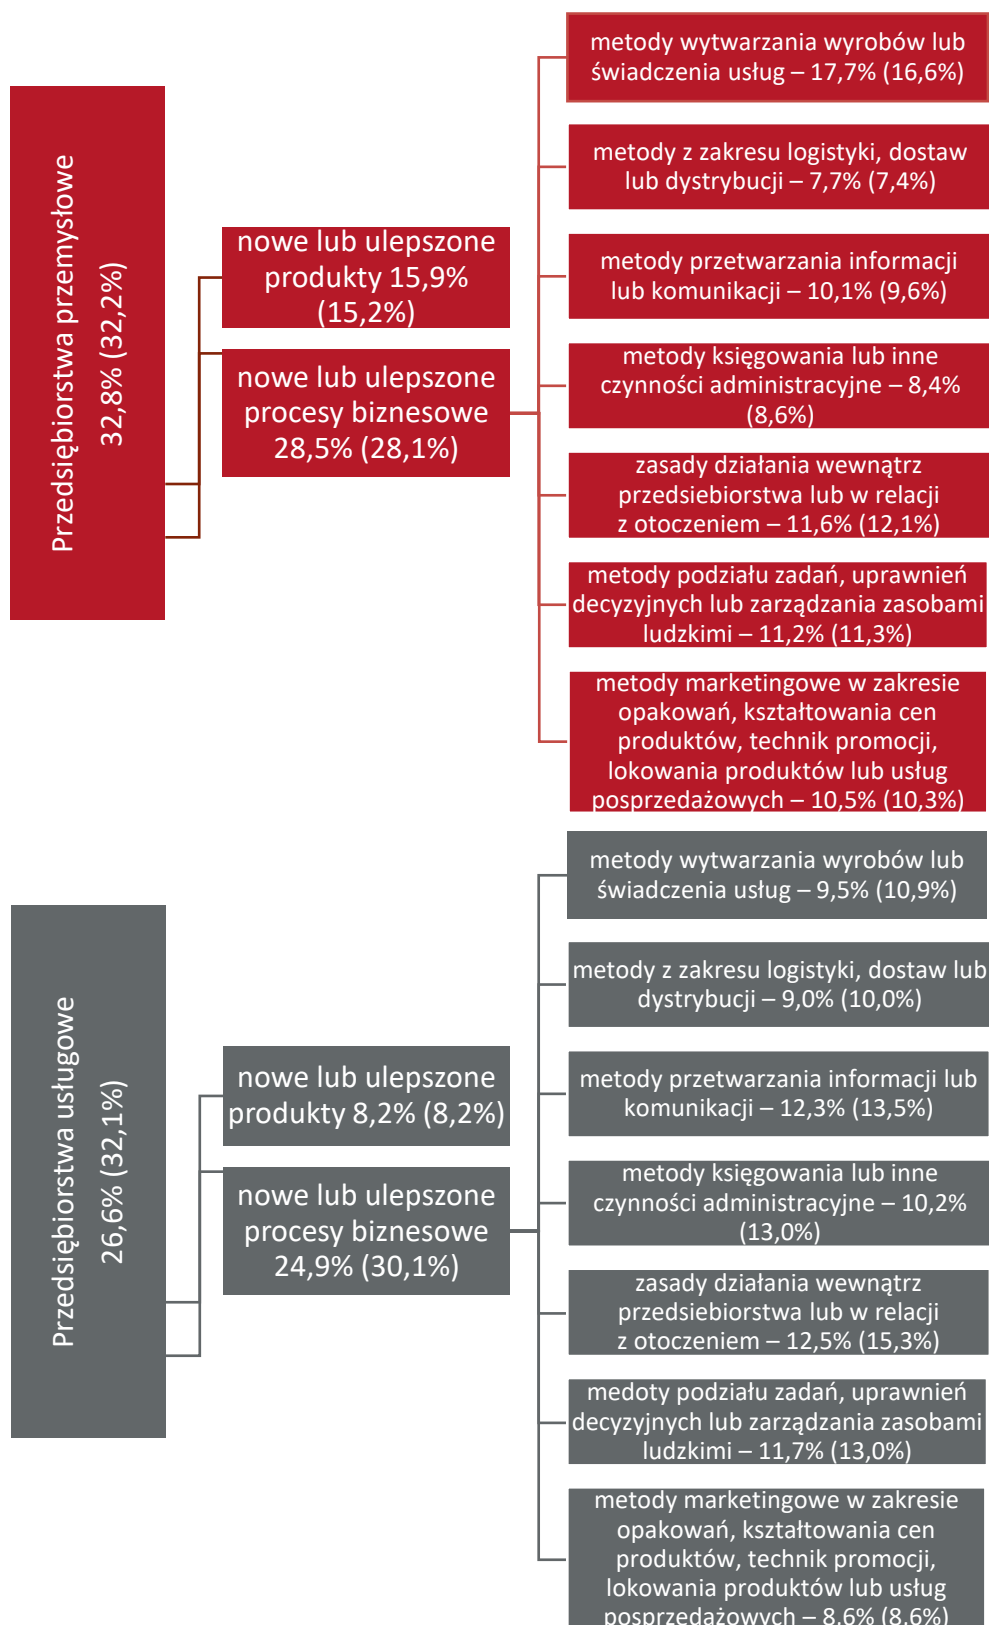 Przedsiębiorstwa przemysłowe
32,8% (32,2%)
nowe lub ulepszone
produkty 15,9%
(15,2%)
nowe lub ulepszone
procesy biznesowe
28,5% (28,1%)
metody wytwarzania wyrobów lub
świadczenia usług – 17,7% (16,6%)
metody z zakresu logistyki, dostaw
lub dystrybucji – 7,7% (7,4%)
metody przetwarzania informacji
lub komunikacji – 10,1% (9,6%)
metody księgowania lub inne
czynności administracyjne – 8,4%
(8,6%)
zasady działania wewnątrz
przedsiebiorstwa lub w relacji
z otoczeniem – 11,6% (12,1%)
metody podziału zadań, uprawnień
decyzyjnych lub zarządzania zasobami
ludzkimi – 11,2% (11,3%)
metody marketingowe w zakresie
opakowań, kształtowania cen
produktów, technik promocji,
lokowania produktów lub usług
posprzedażowych – 10,5% (10,3%)
Przedsiębiorstwa usługowe
26,6% (32,1%)
nowe lub ulepszone
produkty 8,2% (8,2%)
nowe lub ulepszone
procesy biznesowe
24,9% (30,1%)
metody wytwarzania wyrobów lub
świadczenia usług – 9,5% (10,9%)
metody z zakresu logistyki, dostaw lub
dystrybucji – 9,0% (10,0%)
metody przetwarzania informacji lub
komunikacji – 12,3% (13,5%)
metody księgowania lub inne
czynności administracyjne – 10,2%
(13,0%)
zasady działania wewnątrz
przedsiebiorstwa lub w relacji
z otoczeniem – 12,5% (15,3%)
medoty podziału zadań, uprawnień
decyzyjnych lub zarządzania zasobami
ludzkimi – 11,7% (13,0%)
metody marketingowe w zakresie
opakowań, kształtowania cen
produktów, technik promocji,
lokowania produktów lub usług
posprzedażowych – 8,6% (8,6%)